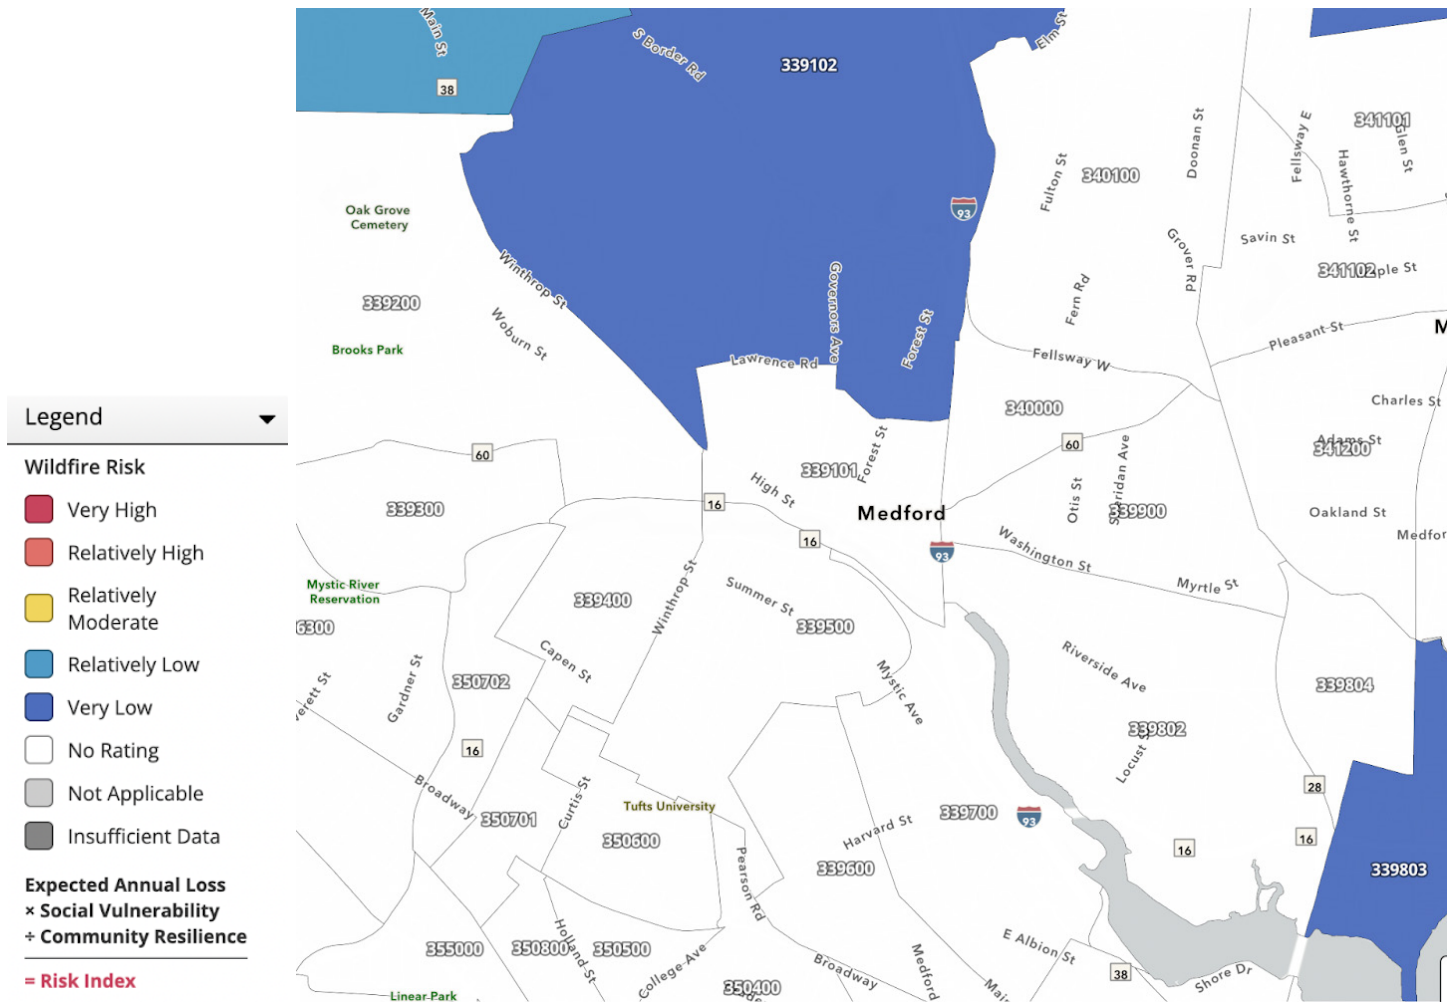 Legend
Wildfire Risk
Very High
Relatively High
Relatively
Moderate
Relatively Low
Very Low
No Rating
Not Applicable
Insufficient Data
Expected Annual Loss
× Social Vulnerability
÷ Community Resilience
= Risk Index
Main St
38
S Border Rd
339102
Elm St
341101
Glen St
Fellsway E
Hawthorne St
Doonan St
340100
Fulton St
93
Oak Grove
Cemetery
Savin St
Grover Rd
341102
Winthrop St
339200
Woburn St
Brooks Park
Governors Ave
Forest St
Fern Rd
Pleasant St
M
Lawrence Rd
Fellsway W
340000
Charles St
Adams St
341200
60
60
339101
Forest St
High St
16
Sheridan Ave
Otis St
339900
339300
Medford
Oakland St
16
93
Washington St
Myrtle St
Mystic River
Reservation
6300
339400
Winthrop St
Summer St
339500
Capen St
Mystic Ave
Riverside Ave
339804
Gardner St
350702
339802
Locust St
16
28
Broadway
Curtis St
Tufts University
350701
350600
339700
93
Harvard St
16
16
339600
Pearson Rd
339803
355000
350800
Holland St
350500
College Ave
E Albion St
Broadway
Medford
38
Shore Dr
350400
Linear Park